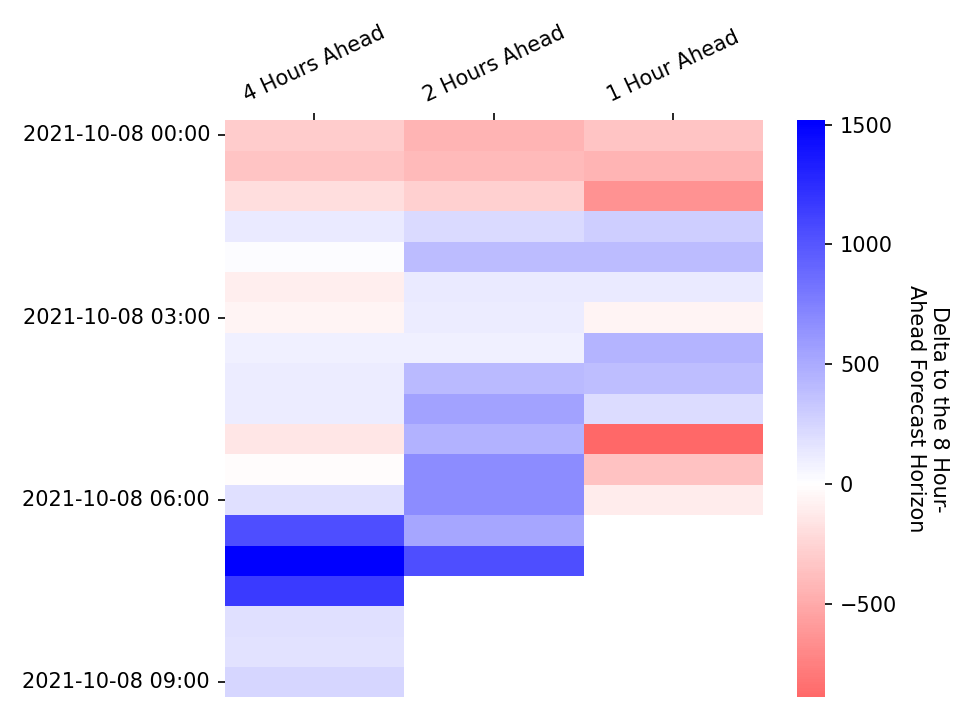 4 Hours Ahead
2 Hours Ahead
1 Hour Ahead
2021-10-08 00:00
2021-10-08 03:00
2021-10-08 06:00
2021-10-08 09:00
1500
1000
500
0
−500
Delta to the 8 Hour-
Ahead Forecast Horizon